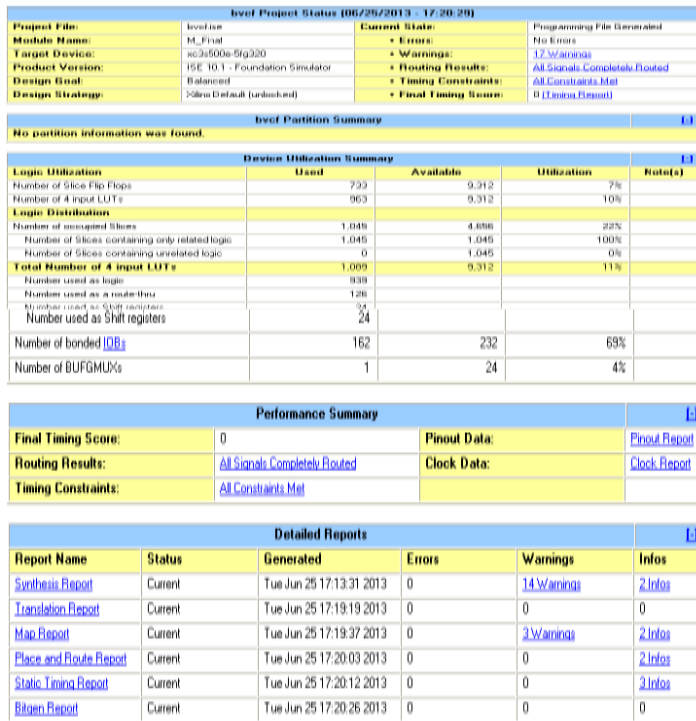 bvcf Project Status (06/25/2013 - 17:20:29)
Project File: bvcf.ise Current State: Programming File Generated
Module Name: M_Final • Errors: No Errors
Target Device: xc3s500e-5fg320 • Warnings: 17 Warnings
Product Version: ISE 10.1 - Foundation Simulator • Routing Results: All Signals Completely Routed
Design Goal: Balanced • Timing Constraints: All Constraints Met
Design Strategy: Xilinx Default (unlocked) • Final Timing Score: 0 (Timing Report)
bvcf Partition Summary [-]
No partition information was found.
Device Utilization Summary [-]
Logic Utilization Used Available Utilization Note(s)
Number of Slice Flip Flops 733 9,312 7%
Number of 4 input LUTs 963 9,312 10%
Logic Distribution
Number of occupied Slices 4,656 22%
Number of Slices containing only related logic 1,045 1,045 100%
Number of Slices containing unrelated logic 0 1,045 0%
Total Number of 4 input LUTs 9,312 11%
Number used as logic 939
Number used as a route-thru 126
Number used as Shift registers 24
Number used as Shift registers 24
Number of bonded IOBs 162 232 69%
Number of BUFGMUXs 1 24 4%
Performance Summary [-]
Final Timing Score: 0 Pinout Data: Pinout Report
Routing Results: All Signals Completely Routed Clock Data: Clock Report
Timing Constraints: All Constraints Met
Detailed Reports [-]
Report Name Status Generated Errors Warnings Infos
Synthesis Report Current Tue Jun 25 17:13:31 2013 0 14 Warnings 2 Infos
Translation Report Current Tue Jun 25 17:19:19 2013 0 0 0
Map Report Current Tue Jun 25 17:19:37 2013 0 3 Warnings 2 Infos
Place and Route Report Current Tue Jun 25 17:20:03 2013 0 0 2 Infos
Static Timing Report Current Tue Jun 25 17:20:12 2013 0 0 3 Infos
Bitgen Report Current Tue Jun 25 17:20:26 2013 0 0 0